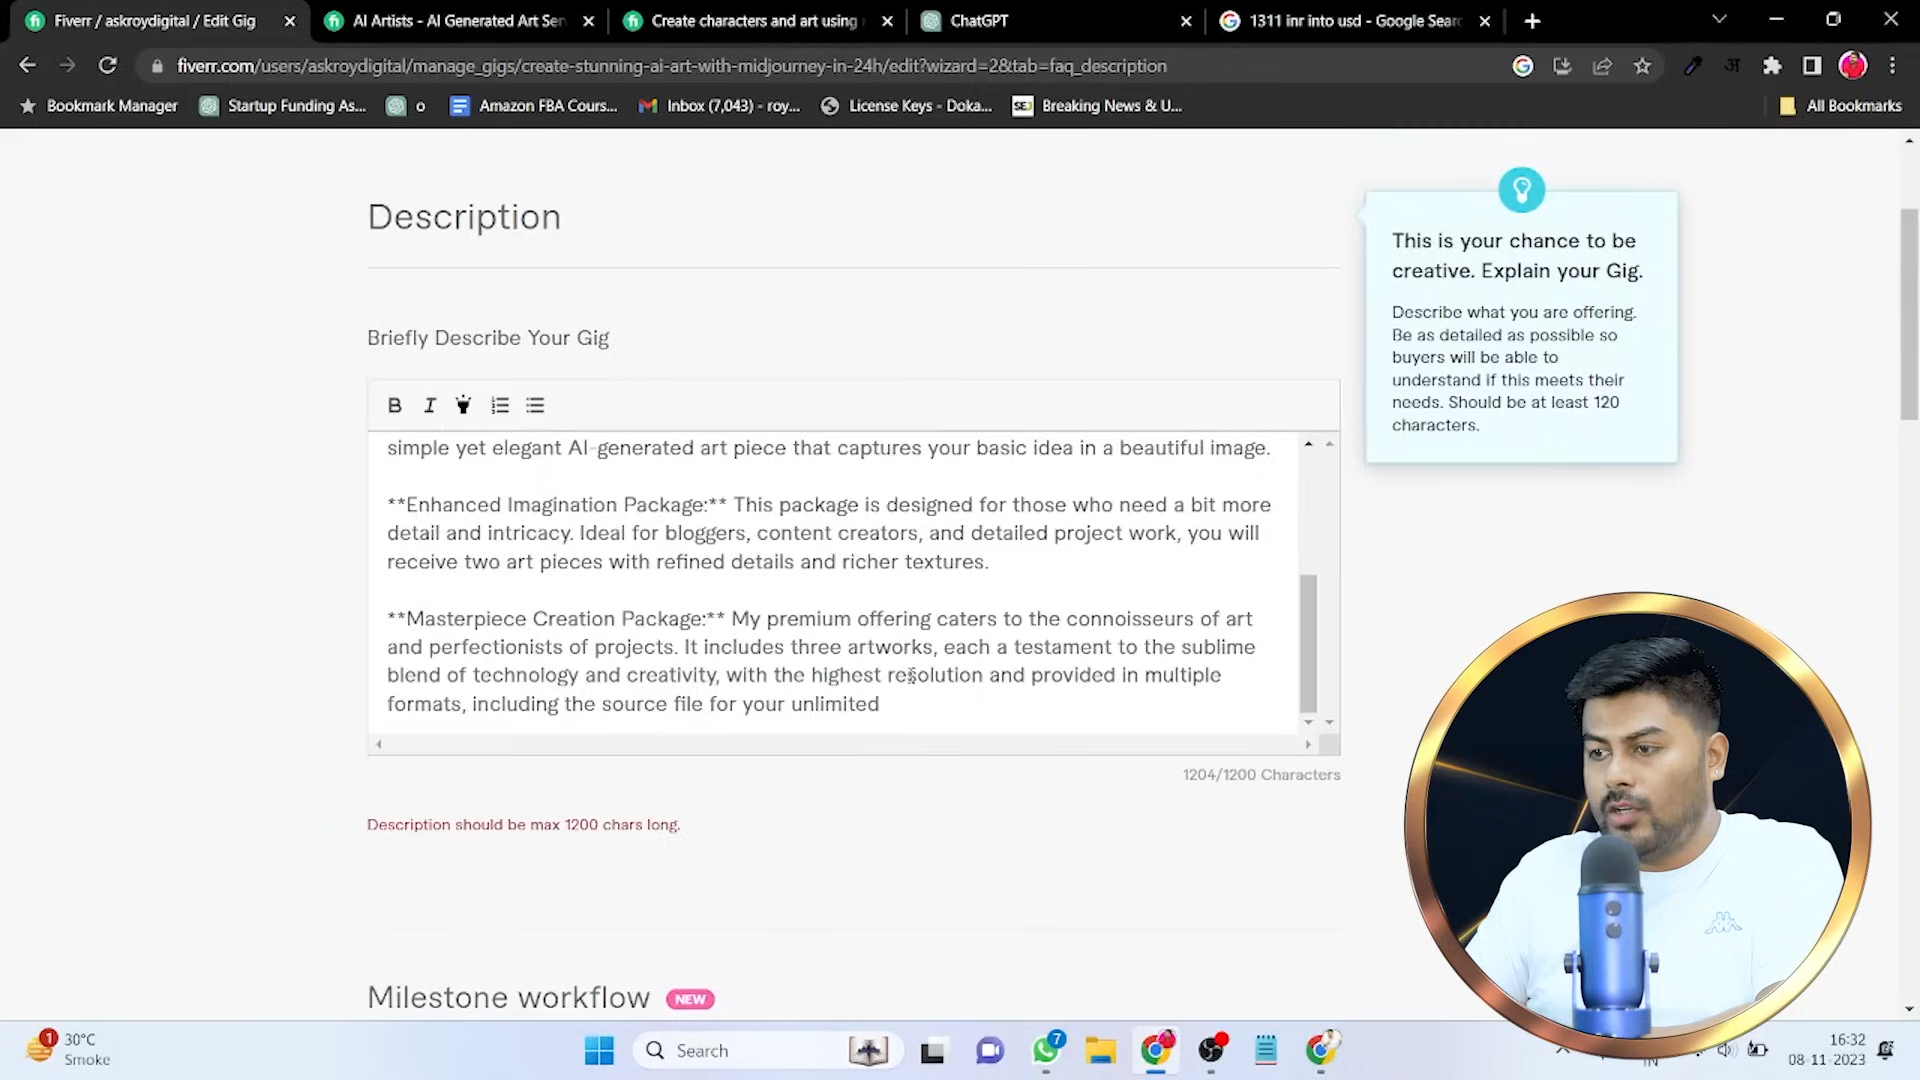 Fiverr / askroydigital / Edit Gig
AI Artists - AI Generated Art Ser
Create characters and art using
ChatGPT
1311 inr into usd - Google Sear
fiverr.com/users/askroydigital/manage_gigs/create-stunning-ai-art-with-midjourney-in-24h/edit?wizard=2&tab=faq_description
Bookmark Manager
Startup Funding As...
o
Amazon FBA Cours...
Inbox (7,043) - roy...
License Keys - Doka...
SEJ
Breaking News & U...
All Bookmarks
Description
This is your chance to be
creative. Explain your Gig.
Describe what you are offering.
Be as detailed as possible so
buyers will be able to
understand if this meets their
needs. Should be at least 120
characters.
Briefly Describe Your Gig
B I
simple yet elegant AI-generated art piece that captures your basic idea in a beautiful image.
**Enhanced Imagination Package:** This package is designed for those who need a bit more
detail and intricacy. Ideal for bloggers, content creators, and detailed project work, you will
receive two art pieces with refined details and richer textures.
**Masterpiece Creation Package:** My premium offering caters to the connoisseurs of art
and perfectionists of projects. It includes three artworks, each a testament to the sublime
blend of technology and creativity, with the highest resolution and provided in multiple
formats, including the source file for your unlimited
1204/1200 Characters
Description should be max 1200 chars long.
Milestone workflow NEW
1
30°C
Smoke
Search
7
IN
16:32
08-11-2023